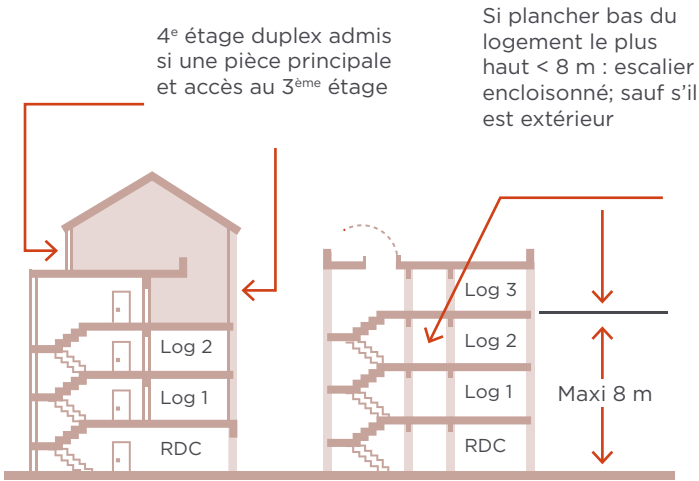 4e étage duplex admis
si une pièce principale
et accès au 3ème étage
Si plancher bas du
logement le plus
haut < 8 m : escalier
encloisonné; sauf s'il
est extérieur
Log 2
Log 1
RDC
Log 3
Log 2
Log 1
RDC
Maxi 8 m